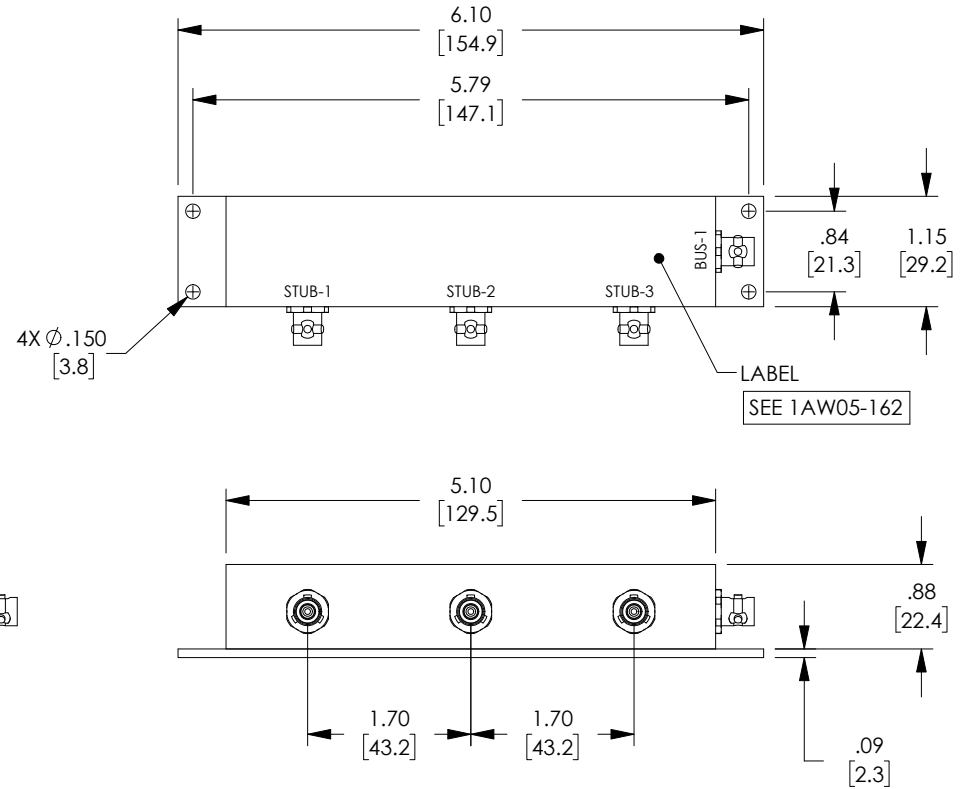 6.10
[154.9]
5.79
[147.1]
BUS-1
.84
[21.3]
1.15
[29.2]
STUB-1
STUB-2
STUB-3
4X ∅ .150
[3.8]
LABEL
SEE 1AW05-162
5.10
[129.5]
.88
[22.4]
1.70
[43.2]
1.70
[43.2]
.09
[2.3]